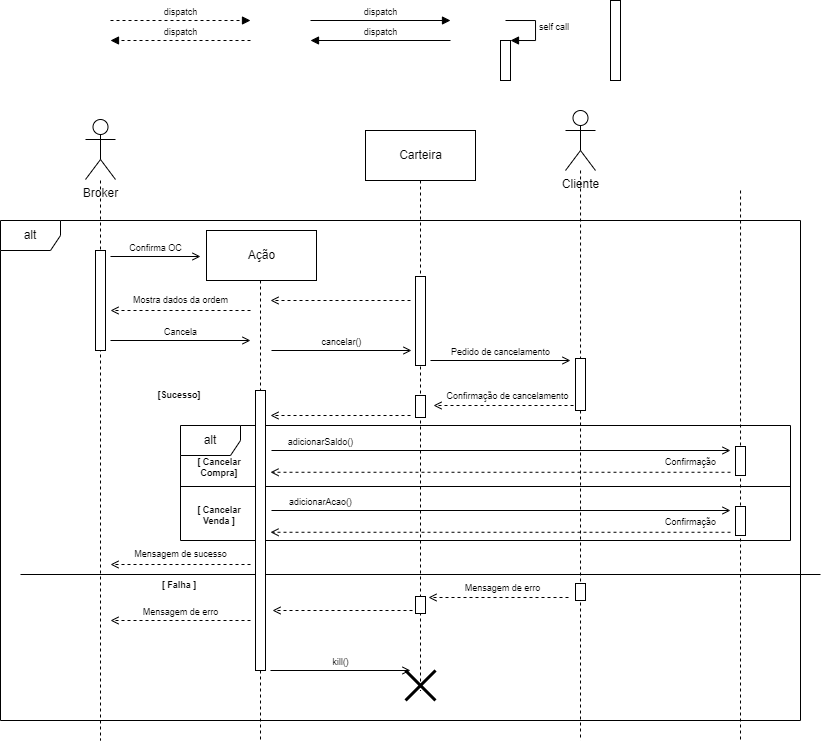 dispatch
dispatch
dispatch
dispatch
self call
Broker
Carteira
Cliente
alt
Confirma OC
Ação
Mostra dados da ordem
Cancela
cancelar()
Pedido de cancelamento
[Sucesso]
Confirmação de cancelamento
alt
adicionarSaldo()
[ Cancelar
Compra]
Confirmação
adicionarAcao()
[ Cancelar
Venda ]
Confirmação
Mensagem de sucesso
[ Falha ]
Mensagem de erro
Mensagem de erro
kill()